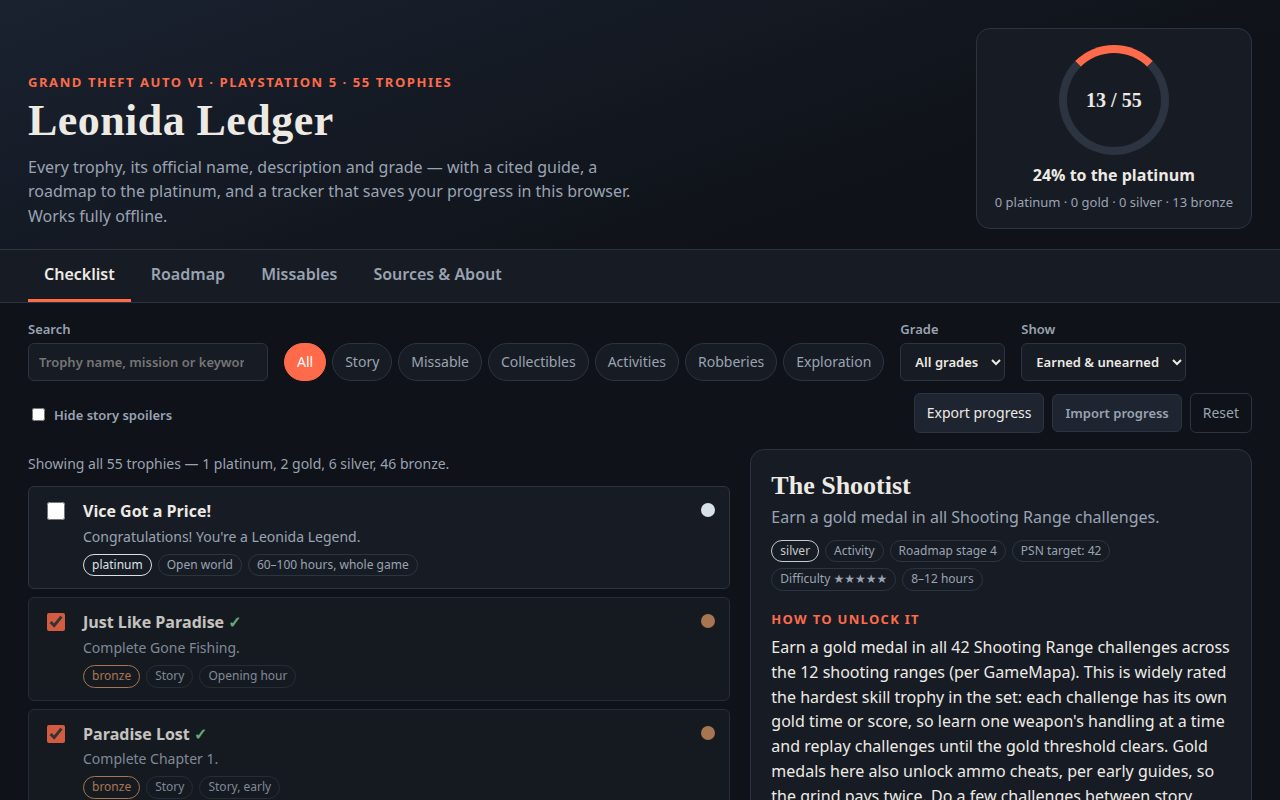 GRAND THEFT AUTO VI · PLAYSTATION 5 · 55 TROPHIES
Leonida Ledger
Every trophy, its official name, description and grade — with a cited guide, a
roadmap to the platinum, and a tracker that saves your progress in this browser.
Works fully offline.
13 / 55
24% to the platinum
0 platinum · 0 gold · 0 silver · 13 bronze
Checklist Roadmap Missables Sources & About
Search
Trophy name, mission or keywor
All Story Missable Collectibles Activities Robberies Exploration
Grade
All grades
Show
Earned & unearned
Hide story spoilers
Export progress Import progress Reset
Showing all 55 trophies — 1 platinum, 2 gold, 6 silver, 46 bronze.
Vice Got a Price!
Congratulations! You're a Leonida Legend.
platinum Open world 60–100 hours, whole game
Just Like Paradise ✓
Complete Gone Fishing.
bronze Story Opening hour
Paradise Lost ✓
Complete Chapter 1.
bronze Story Story, early
The Shootist
Earn a gold medal in all Shooting Range challenges.
silver Activity Roadmap stage 4 PSN target: 42
Difficulty ★★★★★ 8–12 hours
HOW TO UNLOCK IT
Earn a gold medal in all 42 Shooting Range challenges across
the 12 shooting ranges (per GameMapa). This is widely rated
the hardest skill trophy in the set: each challenge has its own
gold time or score, so learn one weapon's handling at a time
and replay challenges until the gold threshold clears. Gold
medals here also unlock ammo cheats, per early guides, so
the grind pays twice. Do a few challenges between story